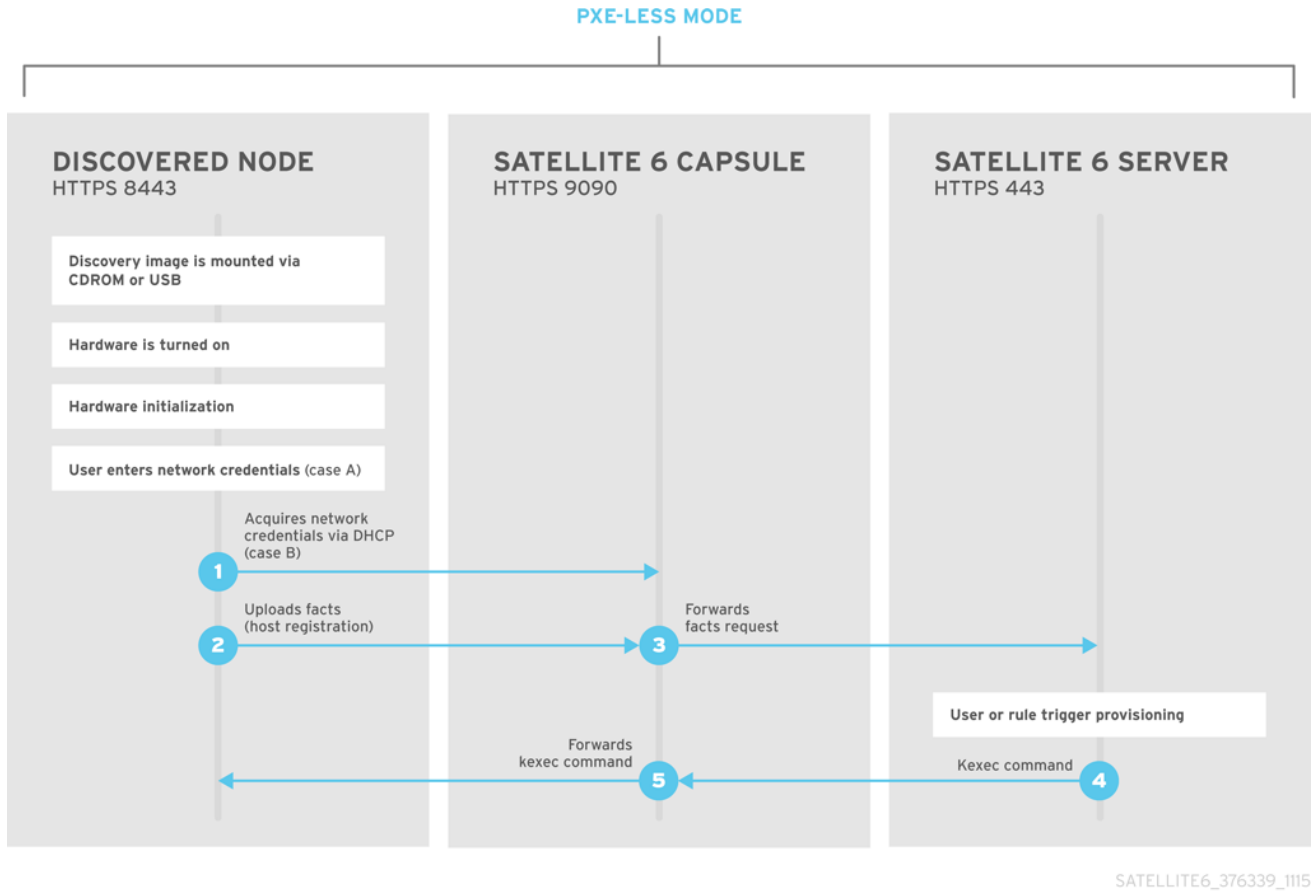 PXE-LESS MODE
DISCOVERED NODE
HTTPS 8443
SATELLITE 6 CAPSULE
HTTPS 9090
SATELLITE 6 SERVER
HTTPS 443
Discovery image is mounted via
CDROM or USB
Hardware is turned on
Hardware initialization
User enters network credentials (case A)
Acquires network
credentials via DHCP
(case B)
1
Uploads facts
(host registration)
2
3
Forwards
facts request
User or rule trigger provisioning
Kexec command
4
Forwards
kexec command
5
SATELLITE6_376339_1115